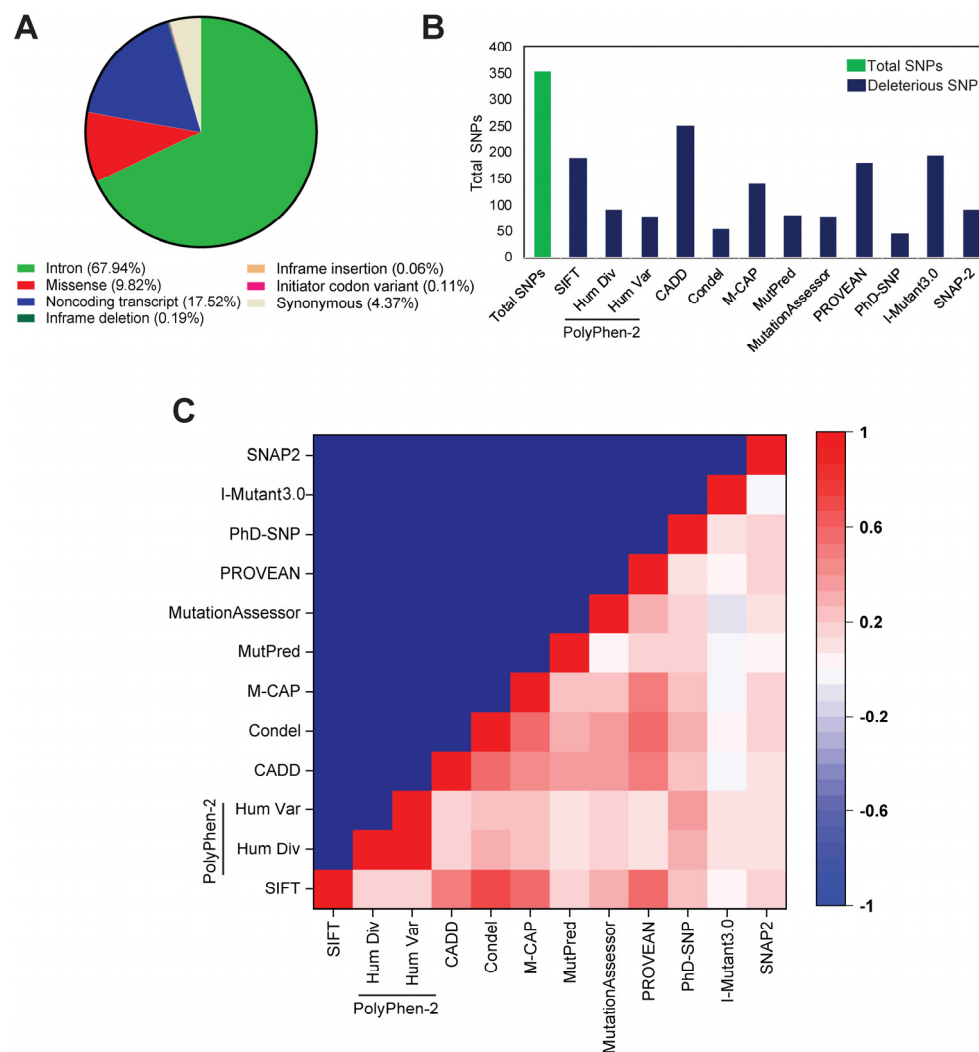 A
Intron (67.94%)
Missense (9.82%)
Noncoding transcript (17.52%)
Inframe deletion (0.19%)
Inframe insertion (0.06%)
Initiator codon variant (0.11%)
Synonymous (4.37%)
B
Total SNPs
400
350
300
250
200
150
100
50
0
Total SNPs
Deleterious SNP
Total SNPs
SIFT
Hum Div
Hum Var
CADD
Condel
M-CAP
MutPred
MutationAssessor
PROVEAN
PhD-SNP
I-Mutant3.0
SNAP-2
PolyPhen-2
C
SNAP2
I-Mutant3.0
PhD-SNP
PROVEAN
MutationAssessor
MutPred
M-CAP
Condel
CADD
Hum Var
Hum Div
SIFT
PolyPhen-2
SIFT
Hum Div
Hum Var
CADD
Condel
M-CAP
MutPred
MutationAssessor
PROVEAN
PhD-SNP
I-Mutant3.0
SNAP2
PolyPhen-2
1
0.6
0.2
-0.2
-0.6
-1